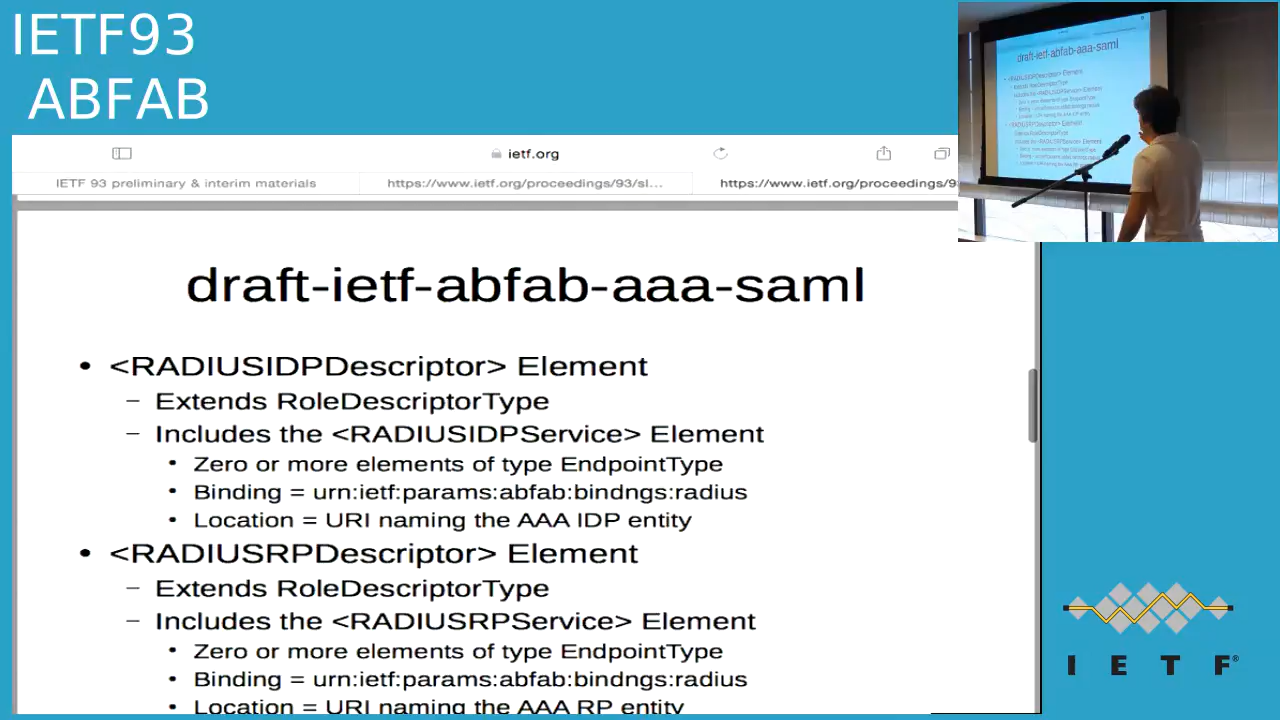 IETF93
ABFAB
ietf.org
IETF 93 preliminary & interim materials
https://www.ietf.org/proceedings/93/sl...
https://www.ietf.org/proceedings/9
draft-ietf-abfab-aaa-saml
• <RADIUSIDPDescriptor> Element
– Extends RoleDescriptorType
– Includes the <RADIUSIDPService> Element
• Zero or more elements of type EndpointType
• Binding = urn:ietf:params:abfab:bindngs:radius
• Location = URI naming the AAA IDP entity
• <RADIUSRPDescriptor> Element
– Extends RoleDescriptorType
– Includes the <RADIUSRPService> Element
• Zero or more elements of type EndpointType
• Binding = urn:ietf:params:abfab:bindngs:radius
• Location = URI naming the AAA RP entity
draft-ietf-abfab-aaa-saml
I E T F®